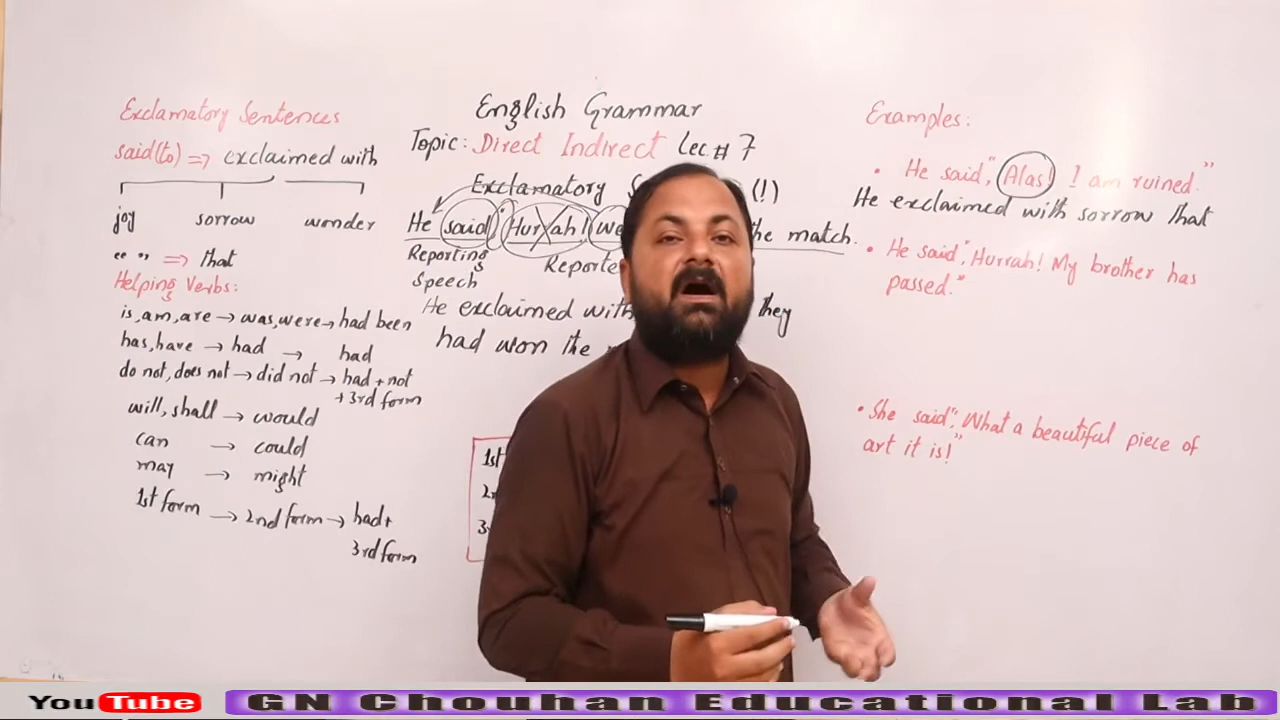 Exclamatory Sentences
said(to) => exclaimed with
joy sorrow wonder
“ ” => that
Helping Verbs:
is, am, are → was, were → had been
has, have → had → had
do not, does not → did not → had + not
+ 3rd form
will, shall → would
can → could
may → might
1st form → 2nd form → had +
3rd form
English Grammar
Topic: Direct Indirect Lec # 7
Exclamatory (!)
He said, "Hurrah! we the match.
Reporting
Speech
He exclaimed with they
had won the
1st
Examples:
• He said, "Alas! I am ruined."
He exclaimed with sorrow that
• He said", Hurrah! My brother has
passed."
• She said", What a beautiful piece of
art it is!"
YouTube GN Chouhan Educational Lab